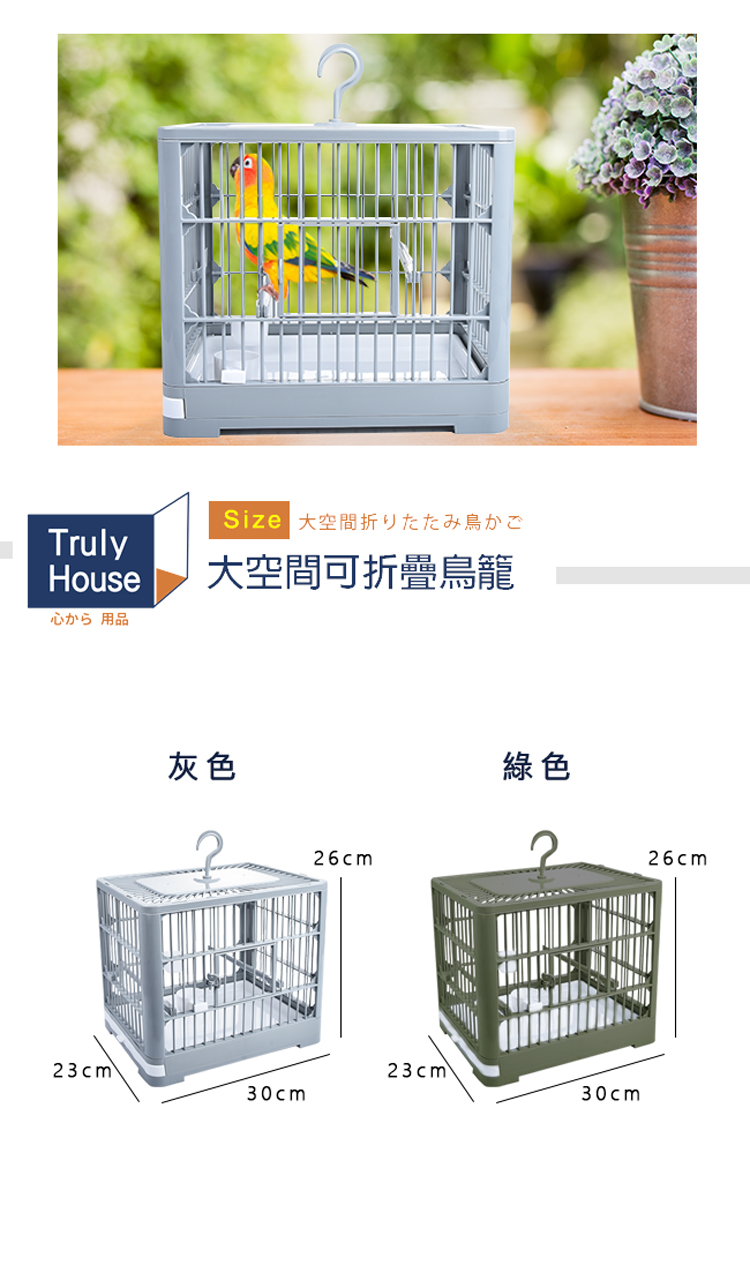 Size 大空間折りたたみ鳥かご
Truly
House
大空間可折疊鳥籠
心から 用品
灰色
綠色
26cm
26cm
23cm
30cm
23cm
30cm